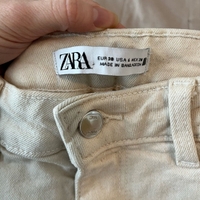 ZARA
EUR 38 USA 6 MEX 28
MADE IN BANGLADESH